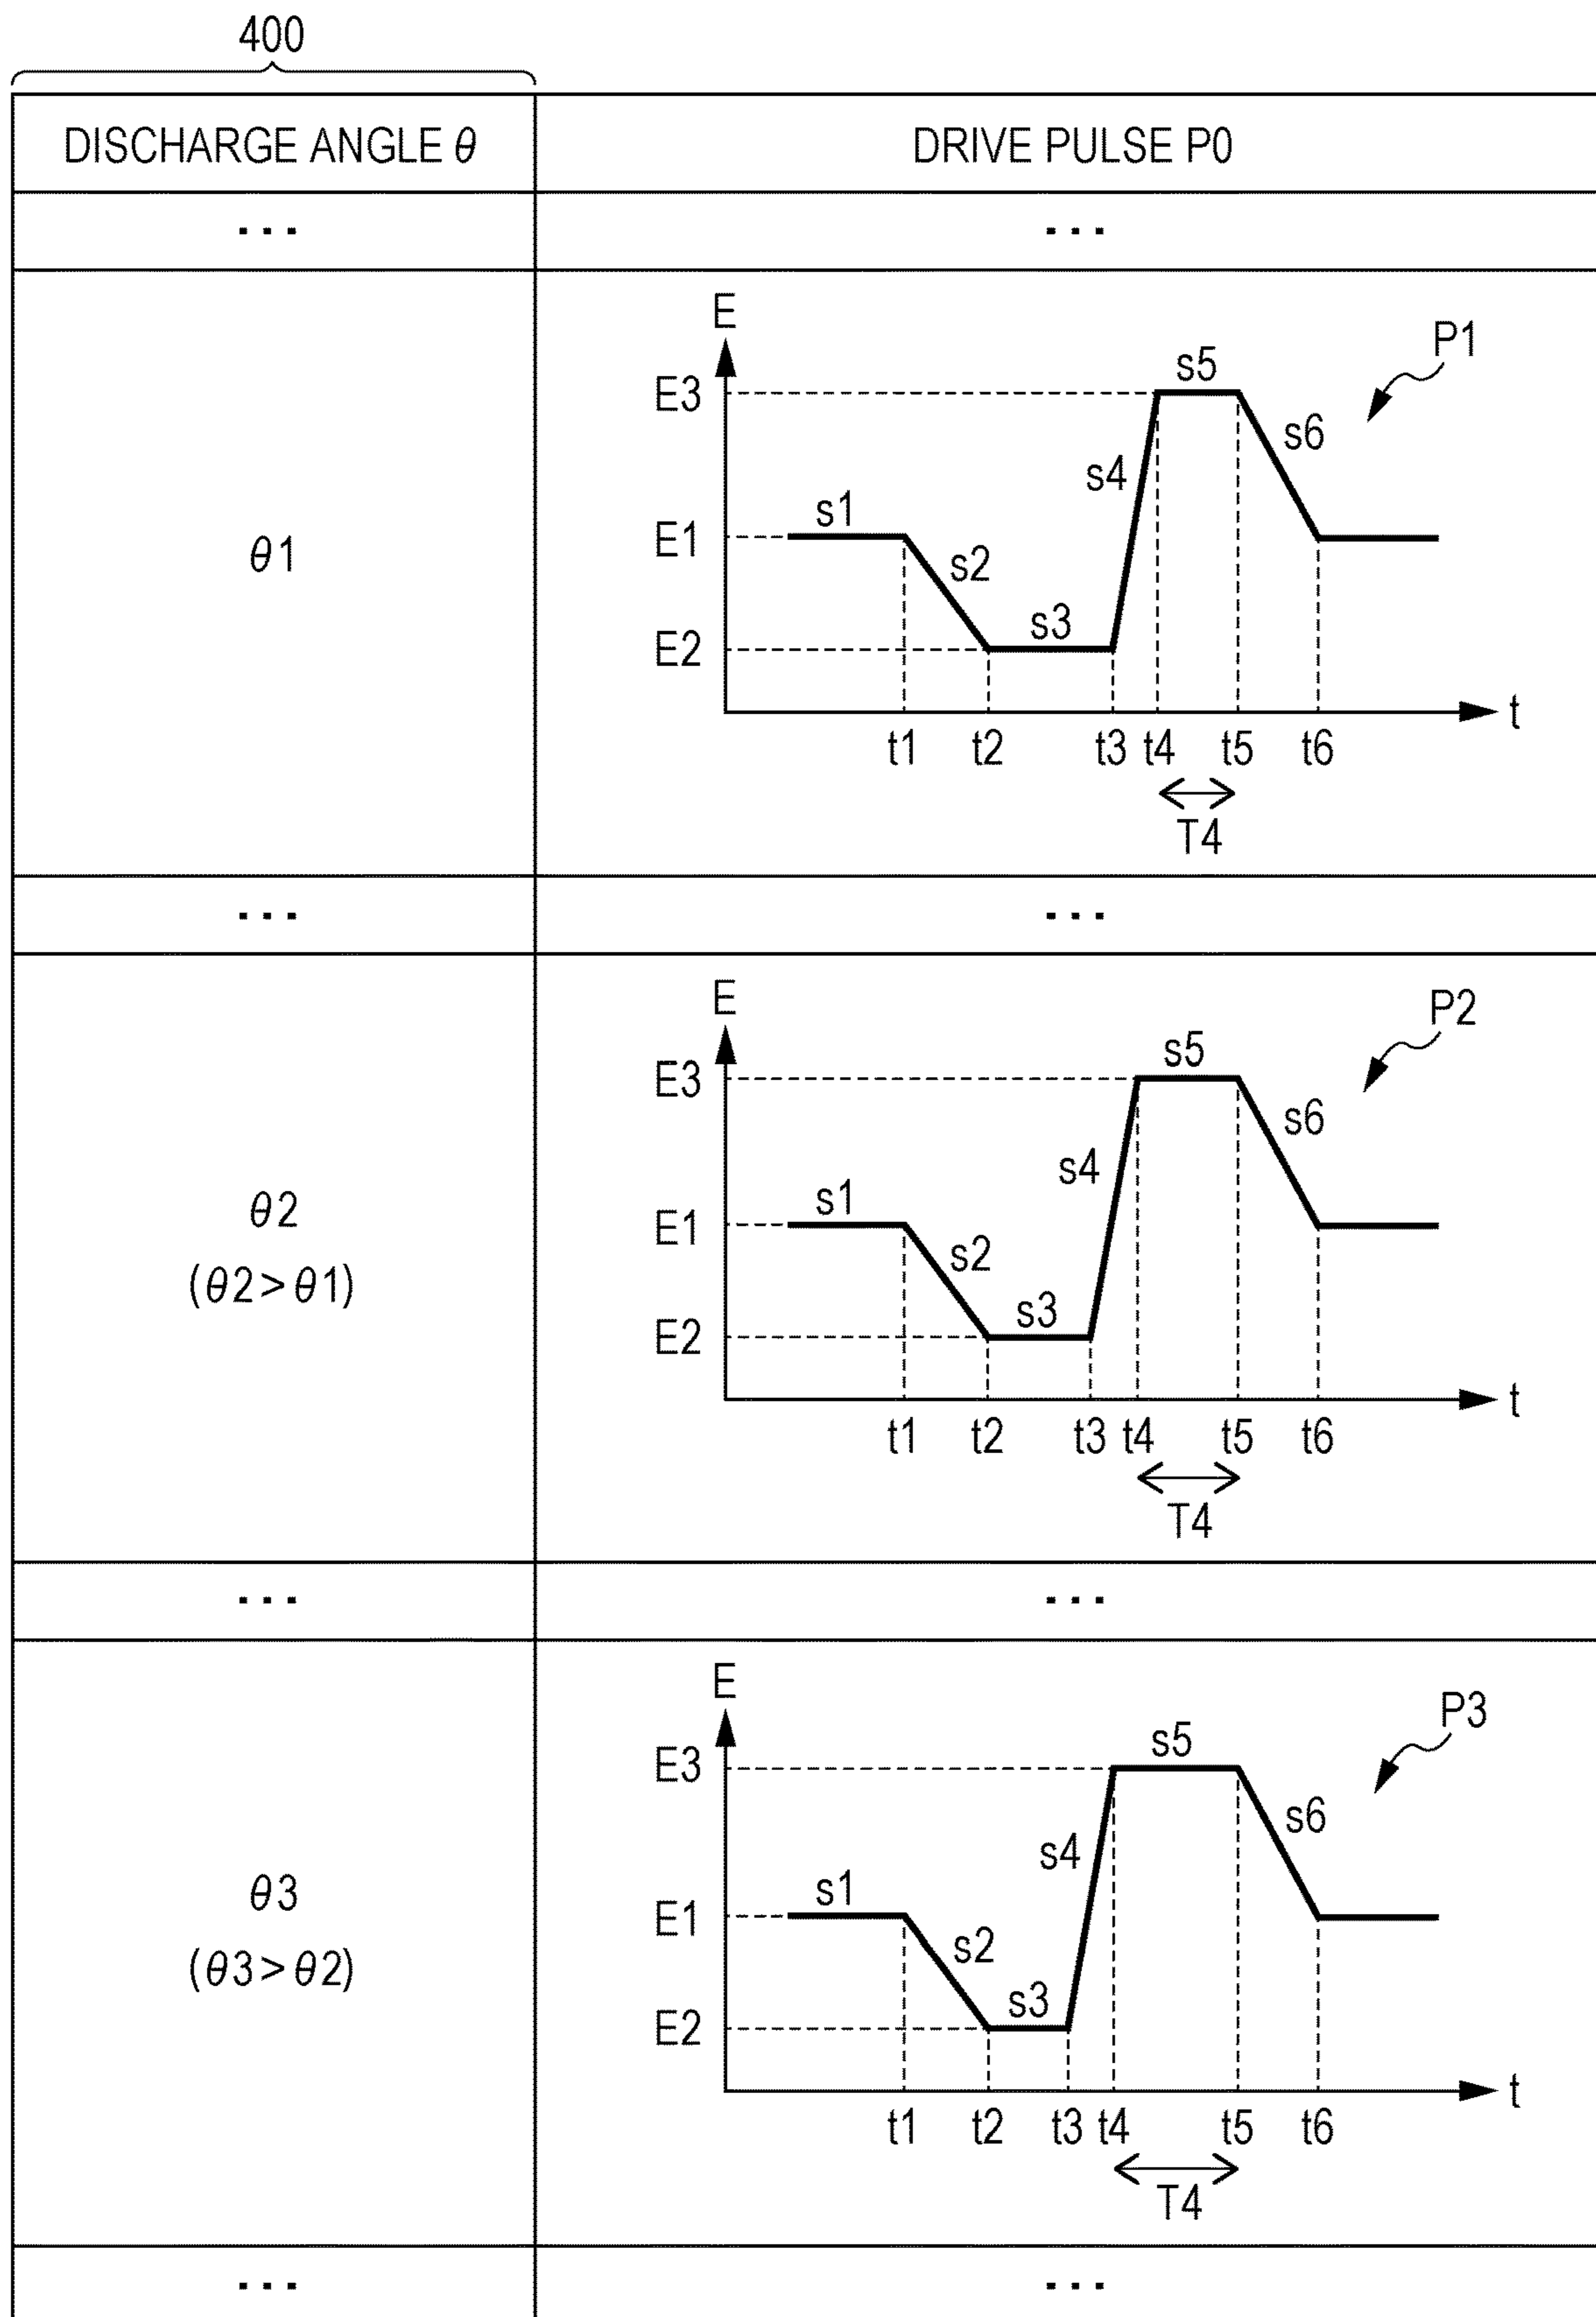 400
DISCHARGE ANGLE θ DRIVE PULSE P0
... ...
E
P1
s5
E3
s6
s4
s1
E1
θ1
s2
s3
E2
t
t1 t2 t3 t4 t5 t6
T4
... ...
E
P2
s5
E3
s6
s4
s1
θ2
E1
s2
(θ2>θ1)
s3
E2
t
t1 t2 t3 t4 t5 t6
T4
... ...
E
P3
s5
E3
s6
s4
s1
θ3
E1
s2
(θ3>θ2)
s3
E2
t
t1 t2 t3 t4 t5 t6
T4
... ...